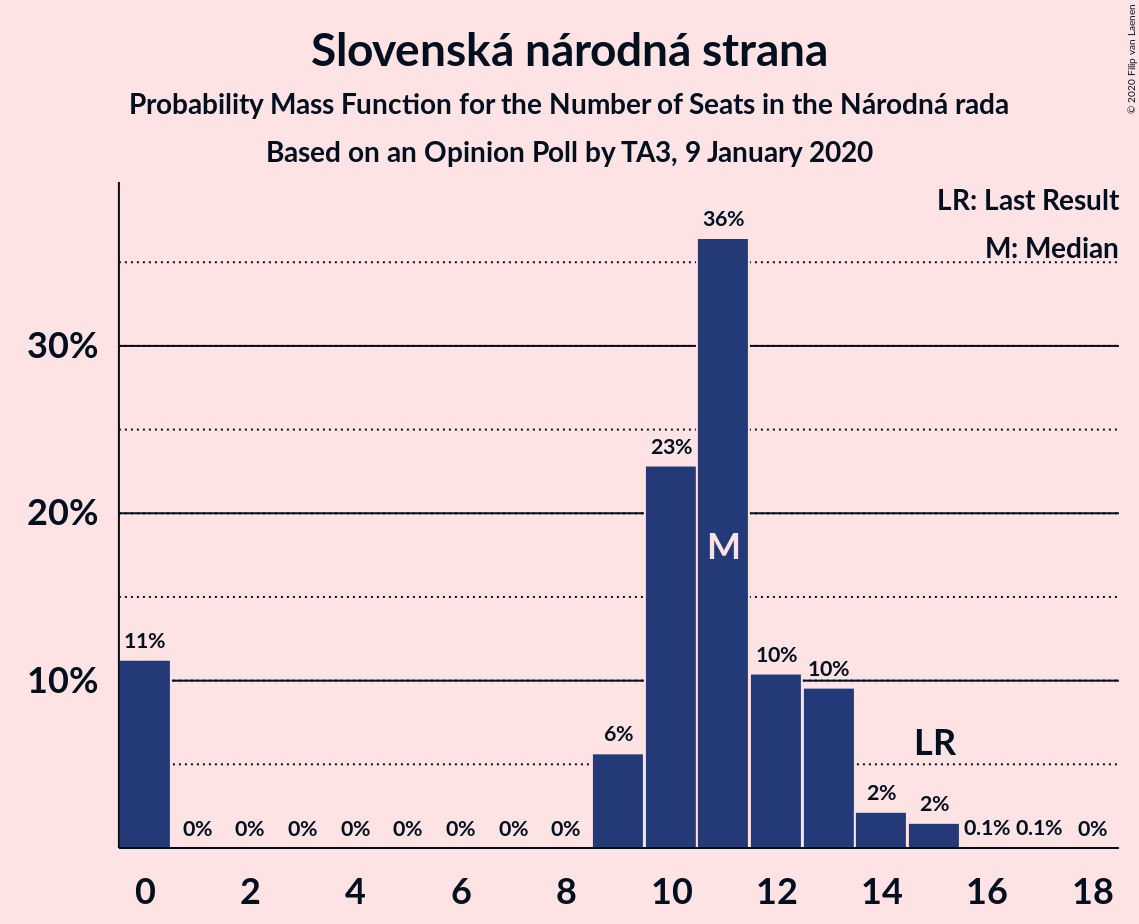 Slovenská národná strana
Probability Mass Function for the Number of Seats in the Národná rada
Based on an Opinion Poll by TA3, 9 January 2020
© 2020 Filip van Laenen
LR: Last Result
M: Median
36%
30%
23%
20%
M
11%
10%
10%
10%
LR
6%
2%
2%
0% 0% 0% 0% 0% 0% 0% 0% 0.1% 0.1% 0%
0 2 4 6 8 10 12 14 16 18